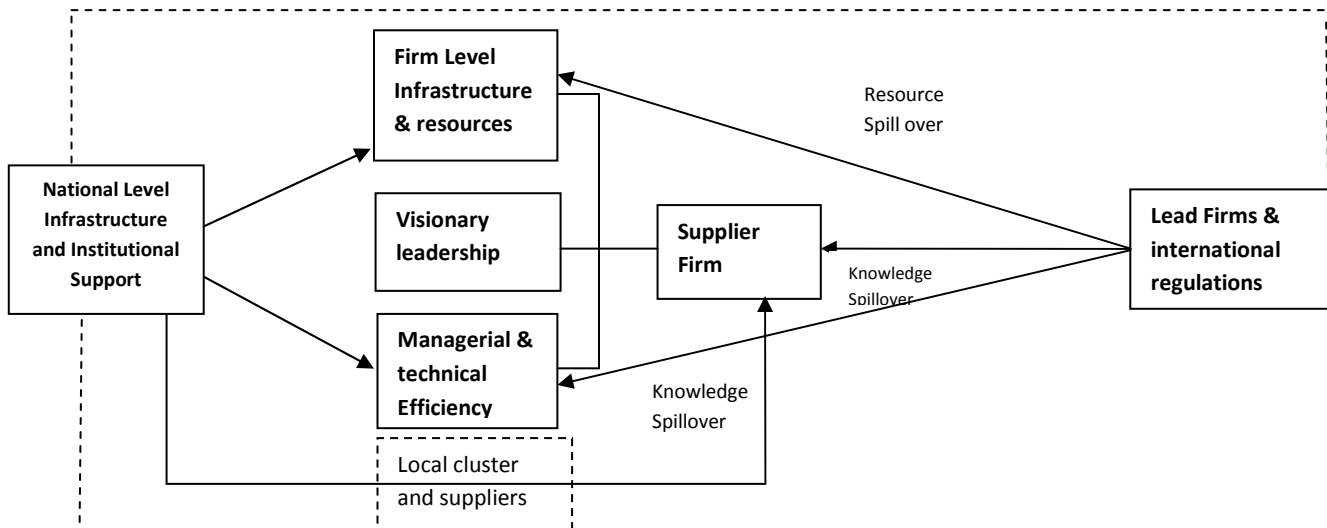 Firm Level
Infrastructure
& resources
Resource
Spill over
National Level
Infrastructure
and Institutional
Support
Visionary
leadership
Supplier
Firm
Lead Firms &
international
regulations
Knowledge
Spillover
Managerial &
technical
Efficiency
Knowledge
Spillover
Local cluster
and suppliers